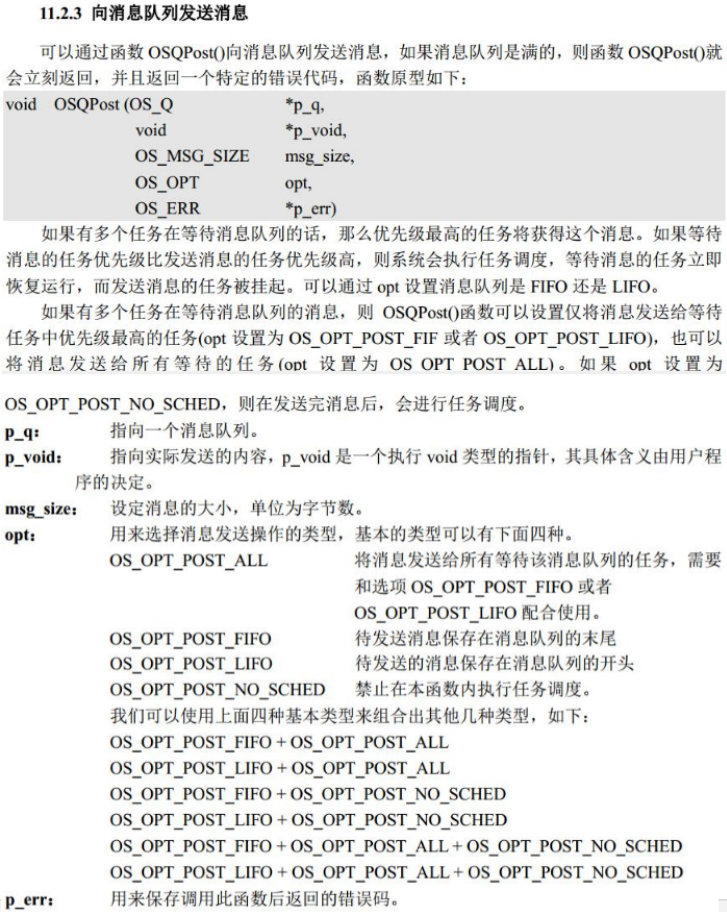 11.2.3 向消息队列发送消息
可以通过函数 OSQPost()向消息队列发送消息，如果消息队列是满的，则函数 OSQPost()就
会立刻返回，并且返回一个特定的错误代码，函数原型如下：
void OSQPost (OS_Q *p_q,
void *p_void,
OS_MSG_SIZE msg_size,
OS_OPT opt,
OS_ERR *p_err)
如果有多个任务在等待消息队列的话，那么优先级最高的任务将获得这个消息。如果等待
消息的任务优先级比发送消息的任务优先级高，则系统会执行任务调度，等待消息的任务立即
恢复运行，而发送消息的任务被挂起。可以通过 opt 设置消息队列是 FIFO 还是 LIFO。
如果有多个任务在等待消息队列的消息，则 OSQPost()函数可以设置仅将消息发送给等待
任务中优先级最高的任务(opt 设置为 OS_OPT_POST_FIF 或者 OS_OPT_POST_LIFO)，也可以
将消息发送给所有等待的任务(opt 设置为 OS_OPT_POST_ALL)。如果 opt 设置为
OS_OPT_POST_NO_SCHED，则在发送完消息后，会进行任务调度。
p_q： 指向一个消息队列。
p_void： 指向实际发送的内容，p_void 是一个执行 void 类型的指针，其具体含义由用户程
序的决定。
msg_size： 设定消息的大小，单位为字节数。
opt： 用来选择消息发送操作的类型，基本的类型可以有下面四种。
OS_OPT_POST_ALL 将消息发送给所有等待该消息队列的任务，需要
和选项 OS_OPT_POST_FIFO 或者
OS_OPT_POST_LIFO 配合使用。
OS_OPT_POST_FIFO 待发送消息保存在消息队列的末尾
OS_OPT_POST_LIFO 待发送的消息保存在消息队列的开头
OS_OPT_POST_NO_SCHED 禁止在本函数内执行任务调度。
我们可以使用上面四种基本类型来组合出其他几种类型，如下：
OS_OPT_POST_FIFO + OS_OPT_POST_ALL
OS_OPT_POST_LIFO + OS_OPT_POST_ALL
OS_OPT_POST_FIFO + OS_OPT_POST_NO_SCHED
OS_OPT_POST_LIFO + OS_OPT_POST_NO_SCHED
OS_OPT_POST_FIFO + OS_OPT_POST_ALL + OS_OPT_POST_NO_SCHED
OS_OPT_POST_LIFO + OS_OPT_POST_ALL + OS_OPT_POST_NO_SCHED
p_err： 用来保存调用此函数后返回的错误码。